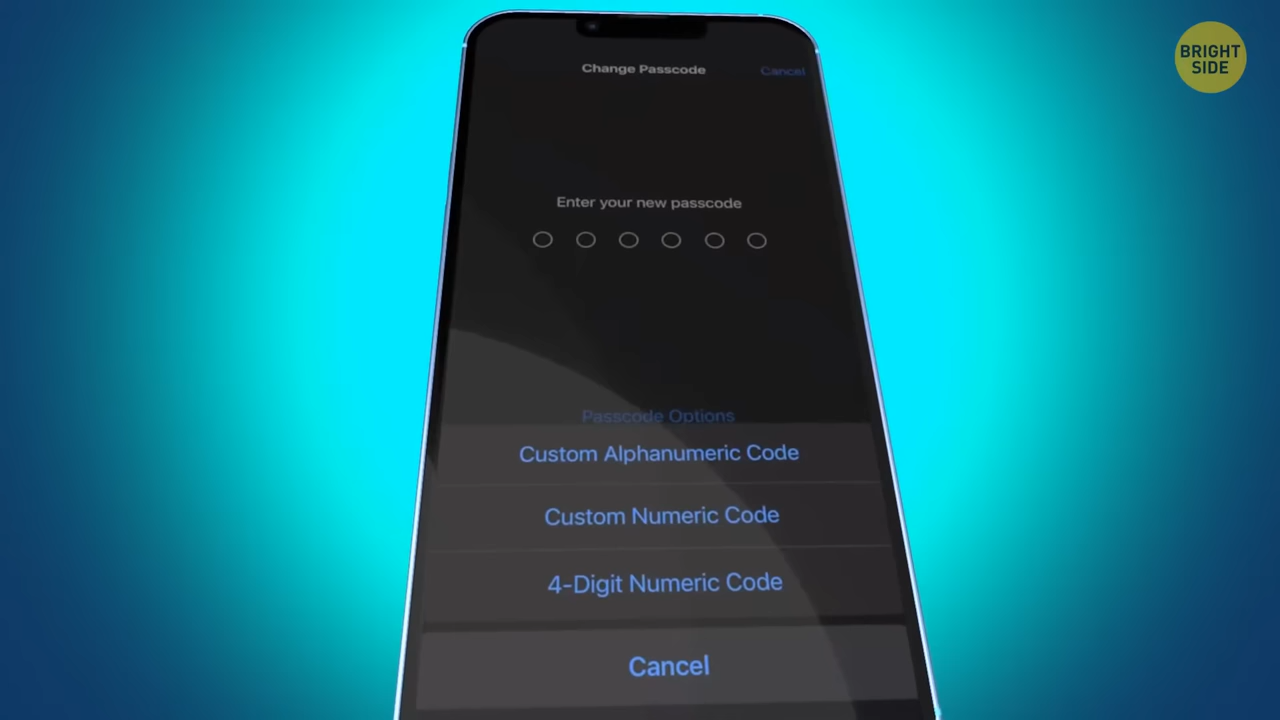 BRIGHT
SIDE
Change Passcode
Cancel
Enter your new passcode
Passcode Options
Custom Alphanumeric Code
Custom Numeric Code
4-Digit Numeric Code
Cancel